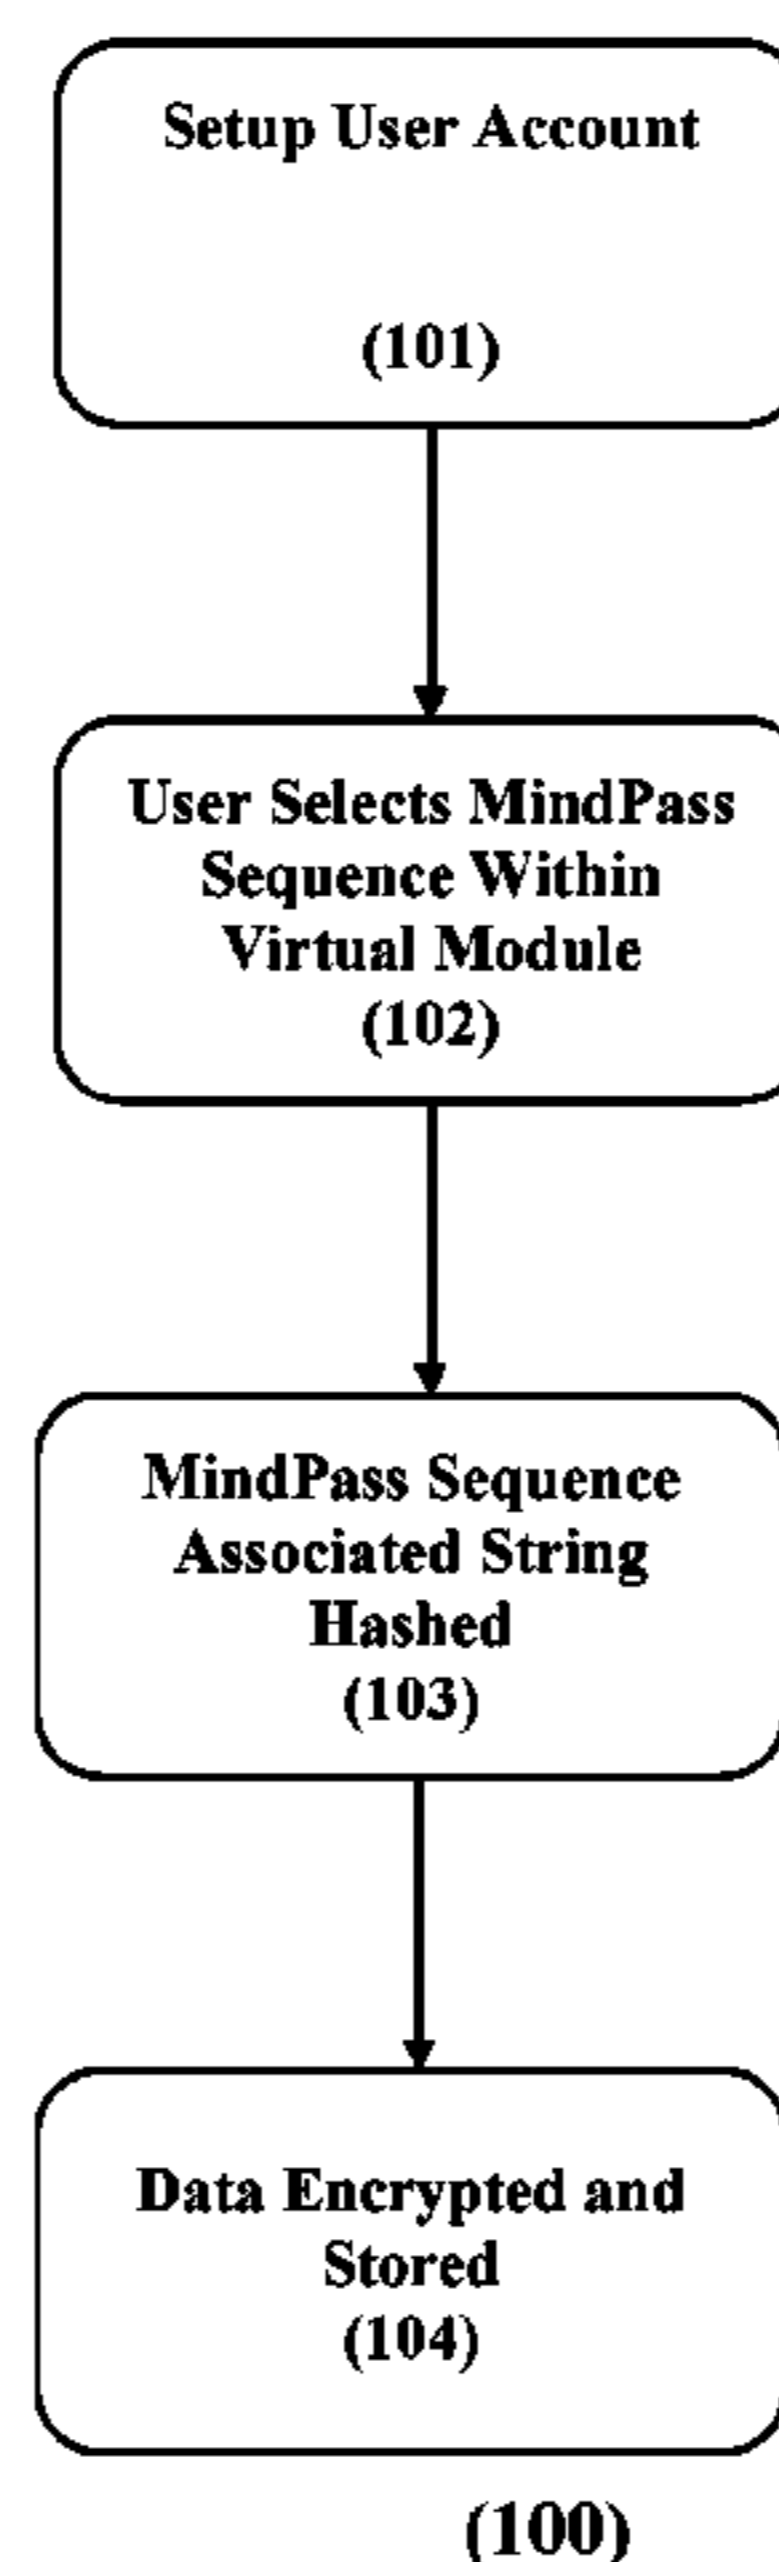 Setup User Account
(101)
User Selects MindPass
Sequence Within
Virtual Module
(102)
MindPass Sequence
Associated String
Hashed
(103)
Data Encrypted and
Stored
(104)
(100)